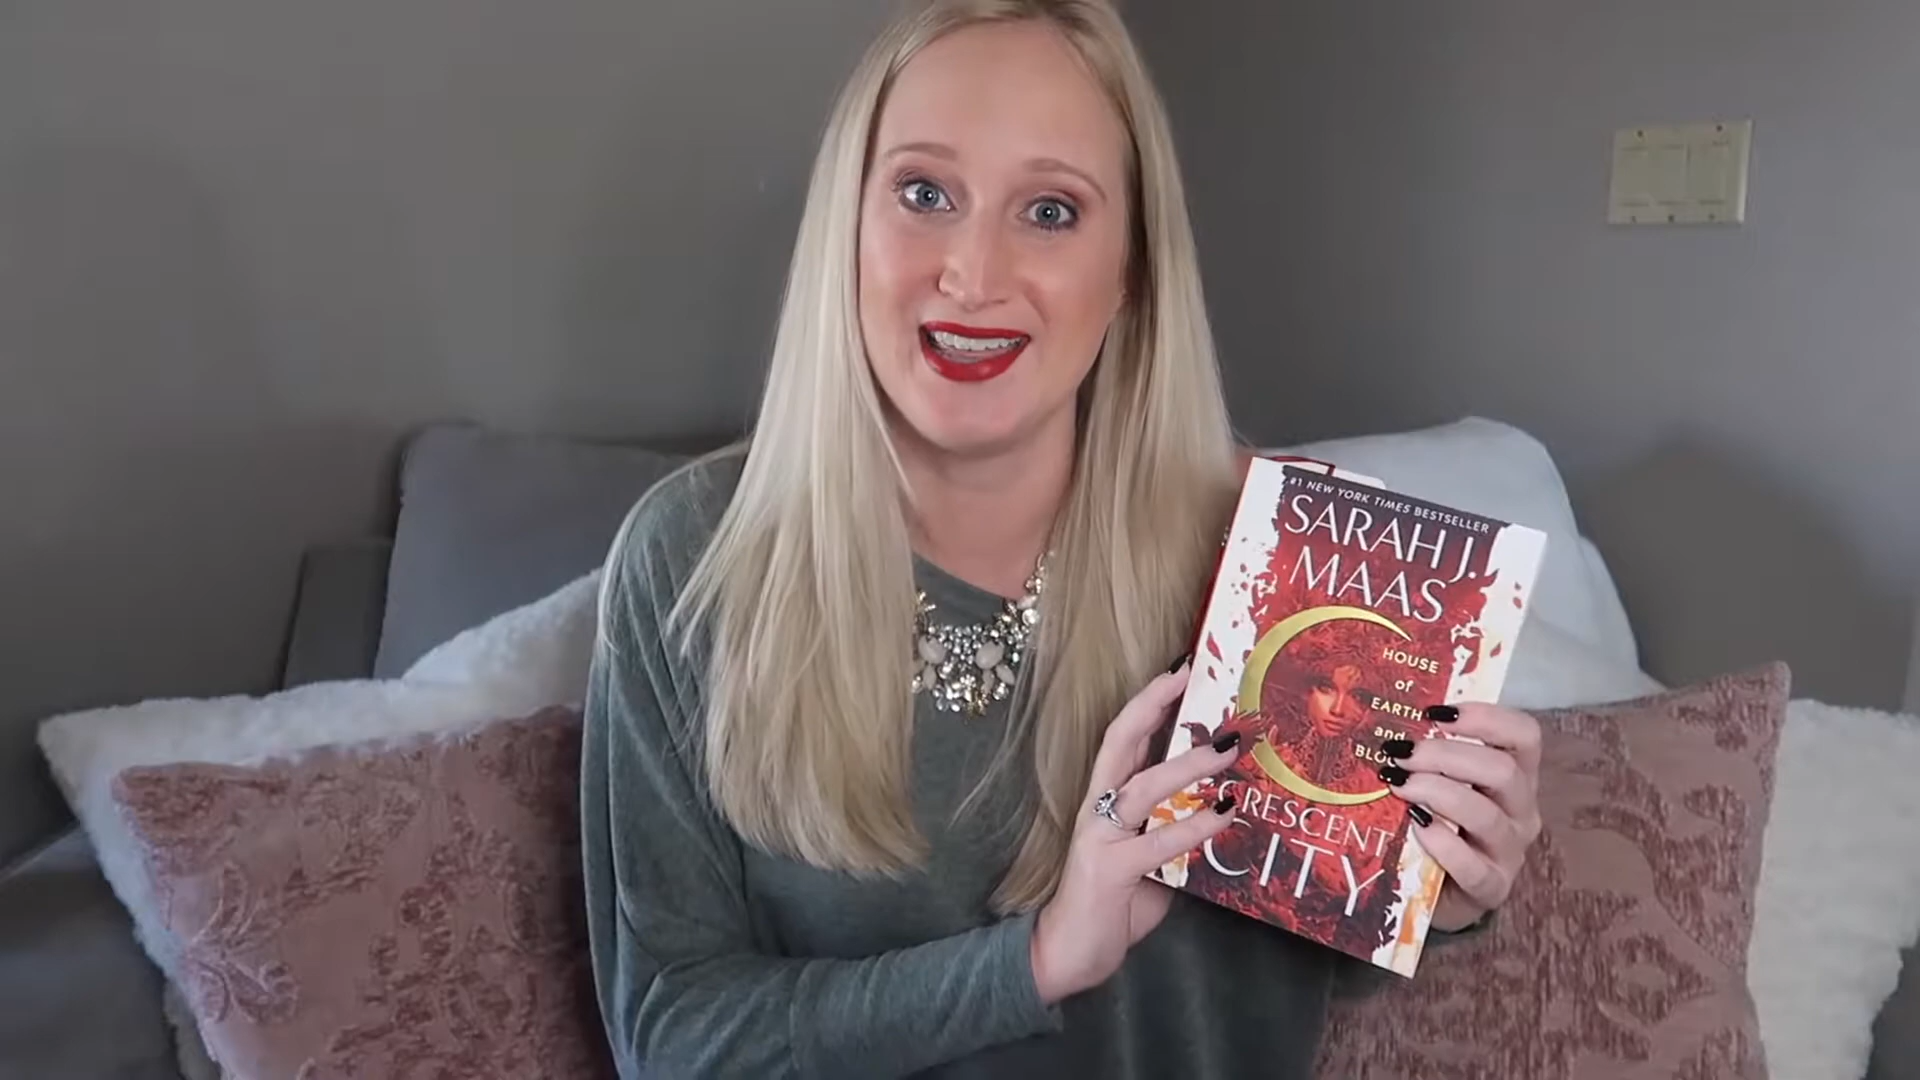 #1 NEW YORK TIMES BESTSELLER
SARAH J.
MAAS
HOUSE
of
EARTH
and
CRESCENT
CITY